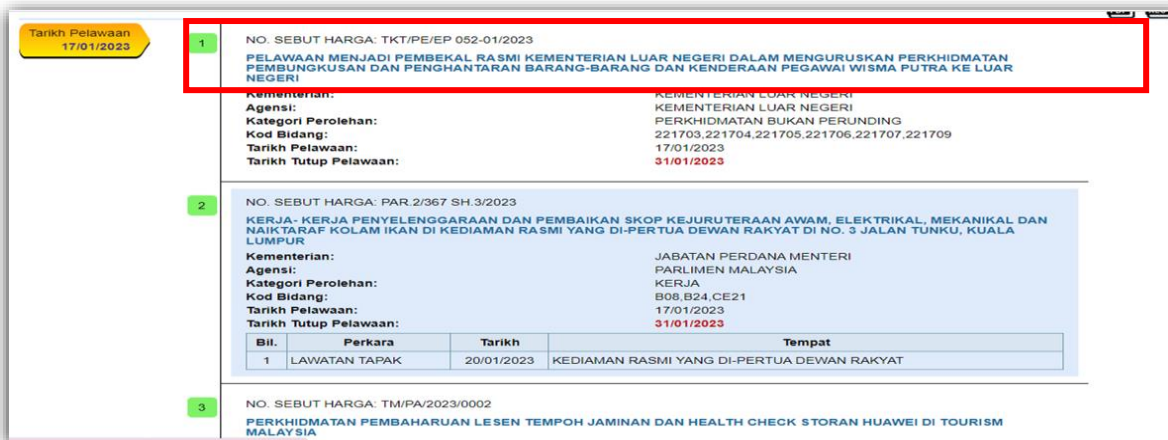 Tarikh Pelawaan
17/01/2023
1
NO. SEBUT HARGA: TKT/PE/EP 052-01/2023
PELAWAAN MENJADI PEMBEKAL RASMI KEMENTERIAN LUAR NEGERI DALAM MENGURUSKAN PERKHIDMATAN
PEMBUNGKUSAN DAN PENGHANTARAN BARANG-BARANG DAN KENDERAAN PEGAWAI WISMA PUTRA KE LUAR
NEGERI
Kementerian: KEMENTERIAN LUAR NEGERI
Agensi: KEMENTERIAN LUAR NEGERI
Kategori Perolehan: PERKHIDMATAN BUKAN PERUNDING
Kod Bidang: 221703,221704,221705,221706,221707,221709
Tarikh Pelawaan: 17/01/2023
Tarikh Tutup Pelawaan: 31/01/2023
2
NO. SEBUT HARGA: PAR.2/367 SH.3/2023
KERJA- KERJA PENYELENGGARAAN DAN PEMBAIKAN SKOP KEJURUTERAAN AWAM, ELEKTRIKAL, MEKANIKAL DAN
NAIKTARAF KOLAM IKAN DI KEDIAMAN RASMI YANG DI-PERTUA DEWAN RAKYAT DI NO. 3 JALAN TUNKU, KUALA
LUMPUR
Kementerian: JABATAN PERDANA MENTERI
Agensi: PARLIMEN MALAYSIA
Kategori Perolehan: KERJA
Kod Bidang: B08,B24,CE21
Tarikh Pelawaan: 17/01/2023
Tarikh Tutup Pelawaan: 31/01/2023
Bil. Perkara Tarikh Tempat
1 LAWATAN TAPAK 20/01/2023 KEDIAMAN RASMI YANG DI-PERTUA DEWAN RAKYAT
3
NO. SEBUT HARGA: TM/PA/2023/0002
PERKHIDMATAN PEMBAHARUAN LESEN TEMPOH JAMINAN DAN HEALTH CHECK STORAN HUAWEI DI TOURISM
MALAYSIA